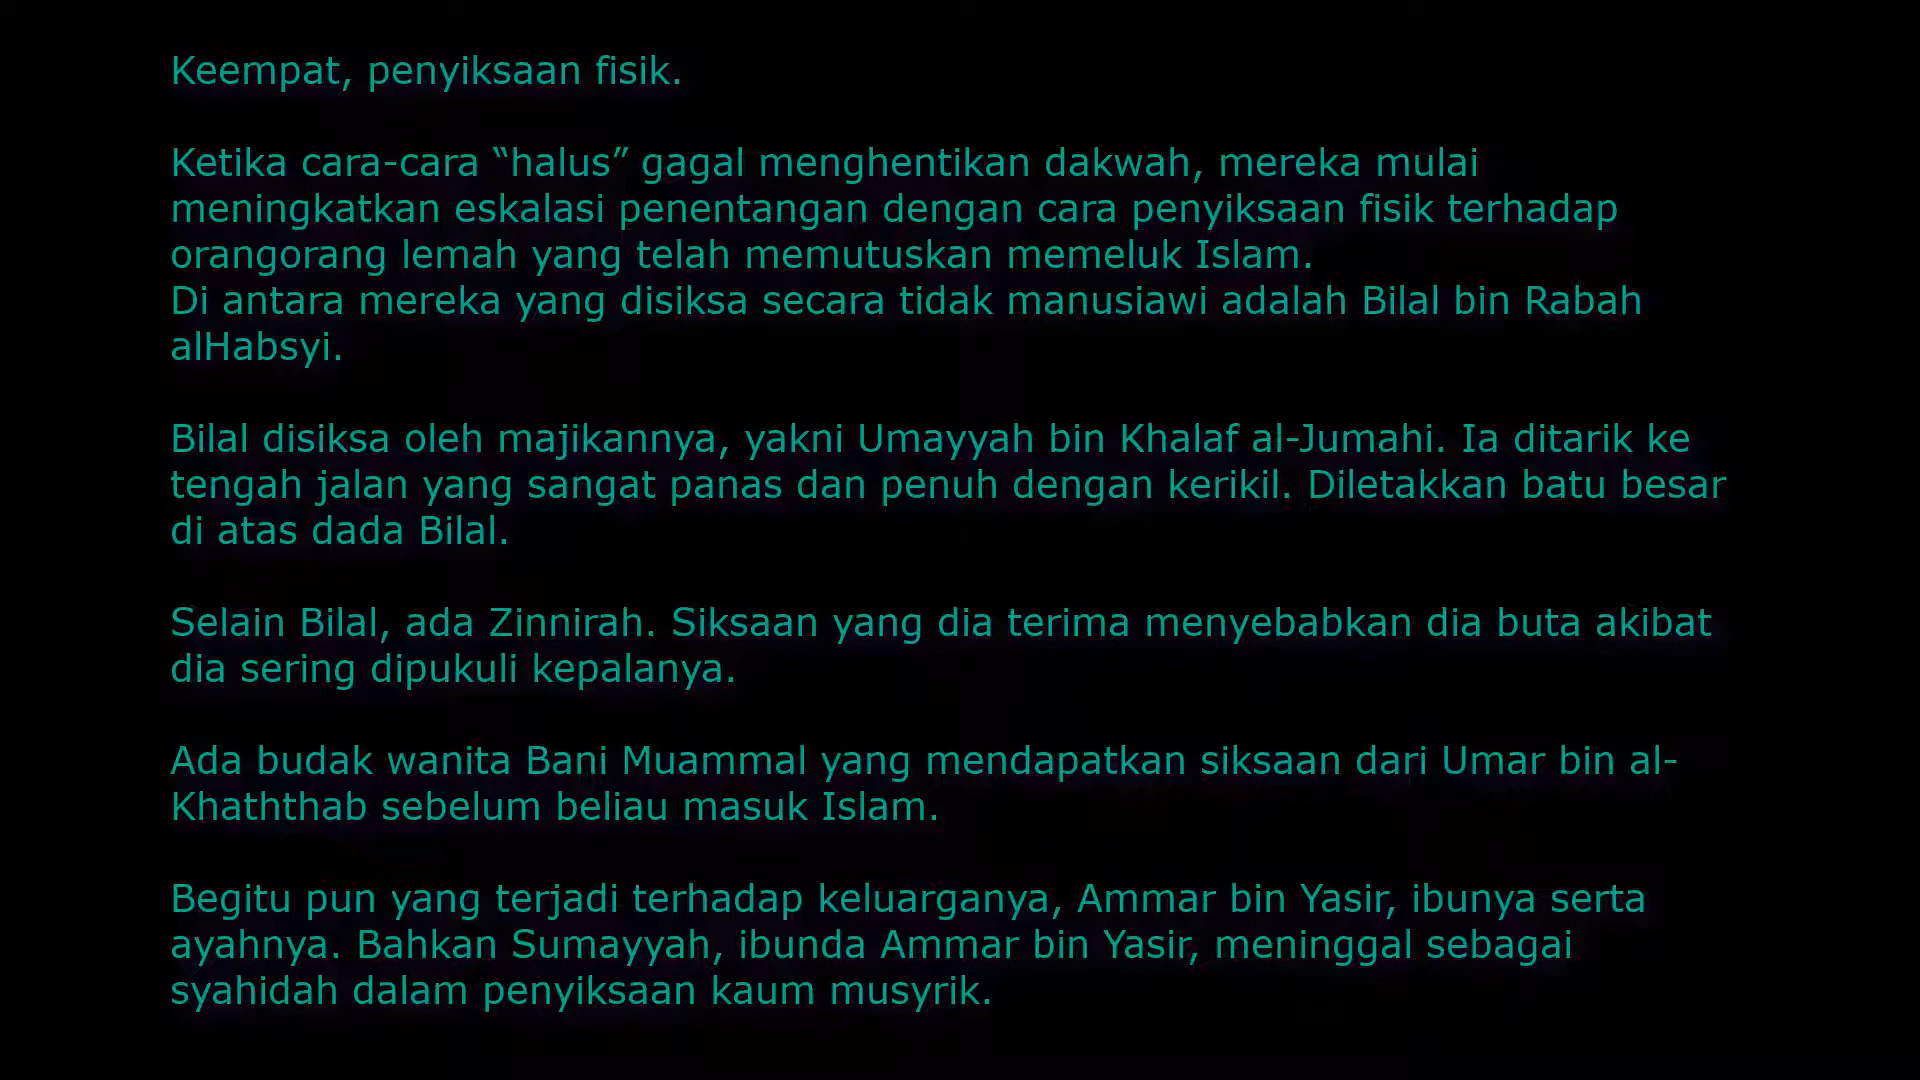 Keempat, penyiksaan fisik.
Ketika cara-cara “halus” gagal menghentikan dakwah, mereka mulai
meningkatkan eskalasi penentangan dengan cara penyiksaan fisik terhadap
orangorang lemah yang telah memutuskan memeluk Islam.
Di antara mereka yang disiksa secara tidak manusiawi adalah Bilal bin Rabah
alHabsyi.
Bilal disiksa oleh majikannya, yakni Umayyah bin Khalaf al-Jumahi. Ia ditarik ke
tengah jalan yang sangat panas dan penuh dengan kerikil. Diletakkan batu besar
di atas dada Bilal.
Selain Bilal, ada Zinnirah. Siksaan yang dia terima menyebabkan dia buta akibat
dia sering dipukuli kepalanya.
Ada budak wanita Bani Muammal yang mendapatkan siksaan dari Umar bin al-
Khaththab sebelum beliau masuk Islam.
Begitu pun yang terjadi terhadap keluarganya, Ammar bin Yasir, ibunya serta
ayahnya. Bahkan Sumayyah, ibunda Ammar bin Yasir, meninggal sebagai
syahidah dalam penyiksaan kaum musyrik.